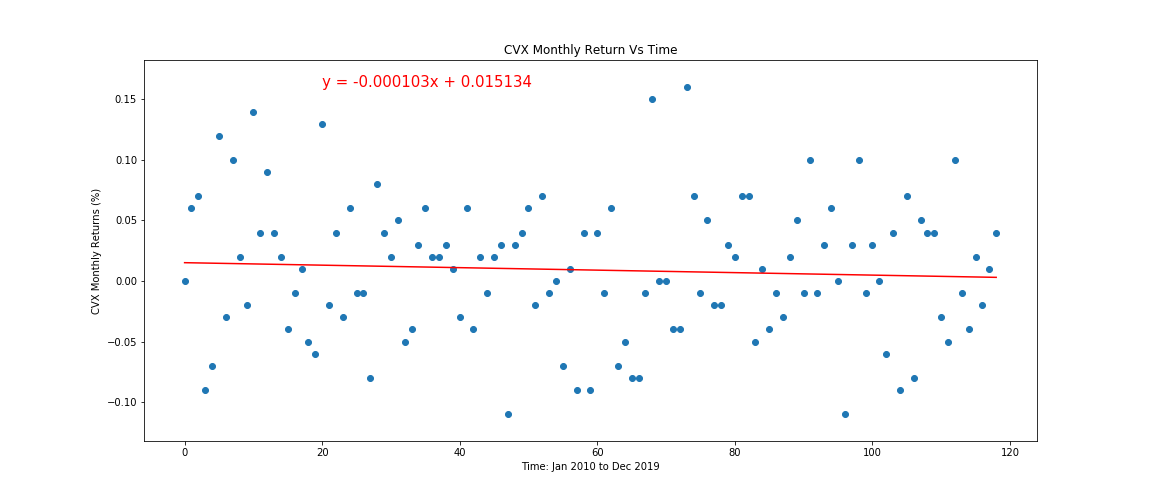 CVX Monthly Return Vs Time
y = -0.000103x + 0.015134
0.15
0.10
0.05
0.00
−0.05
−0.10
CVX Monthly Returns (%)
0 20 40 60 80 100 120
Time: Jan 2010 to Dec 2019